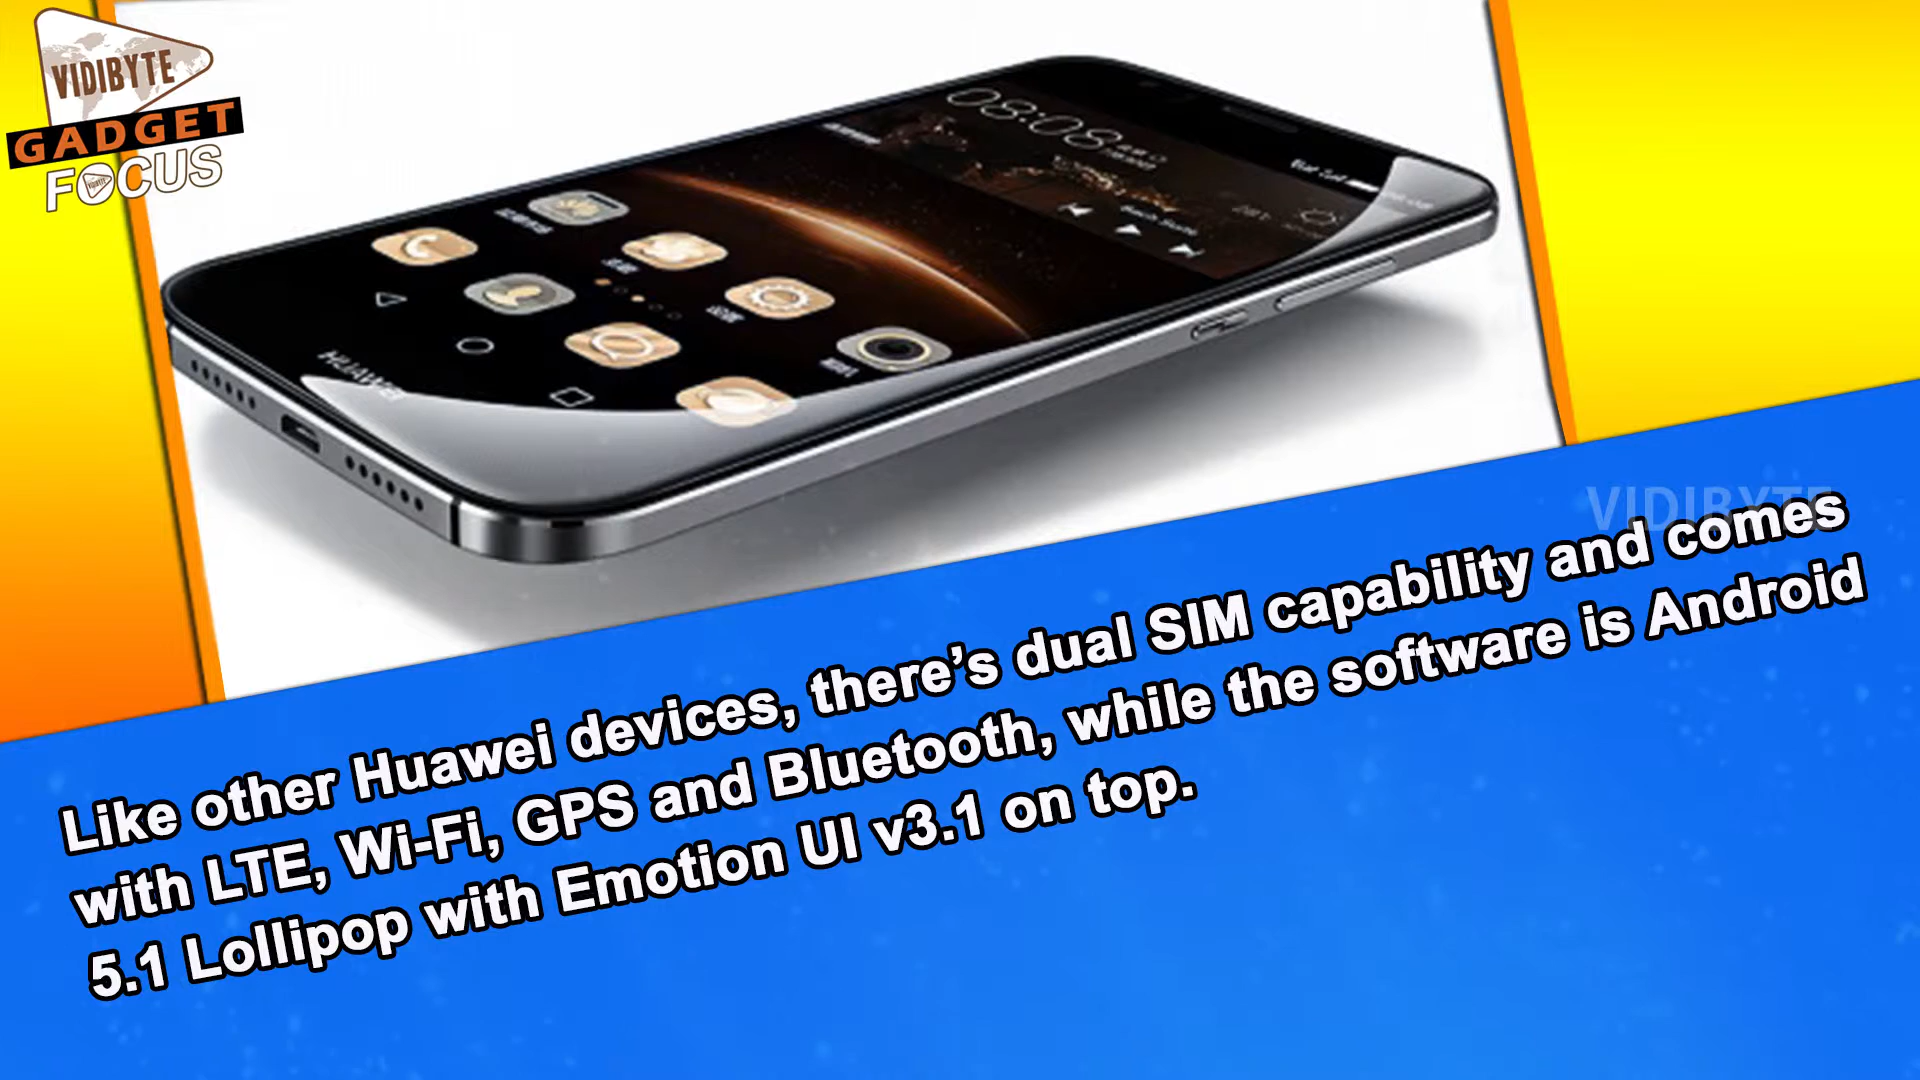 VIDIBYTE
GADGET
FOCUS
08:08
HUAWEI
VIDIBYTE
Like other Huawei devices, there’s dual SIM capability and comes
with LTE, Wi-Fi, GPS and Bluetooth, while the software is Android
5.1 Lollipop with Emotion UI v3.1 on top.